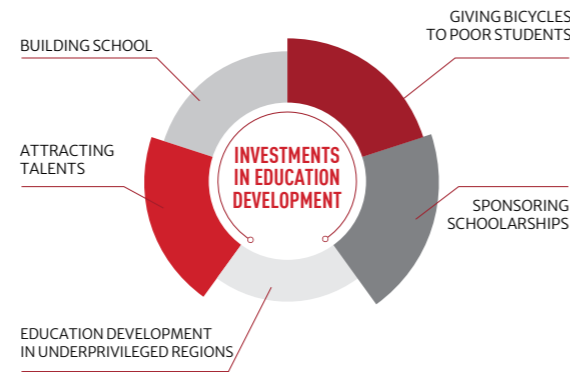 GIVING BICYCLES
TO POOR STUDENTS
BUILDING SCHOOL
ATTRACTING
TALENTS
INVESTMENTS
IN EDUCATION
DEVELOPMENT
SPONSORING
SCHOOLARSHIPS
EDUCATION DEVELOPMENT
IN UNDERPRIVILEGED REGIONS